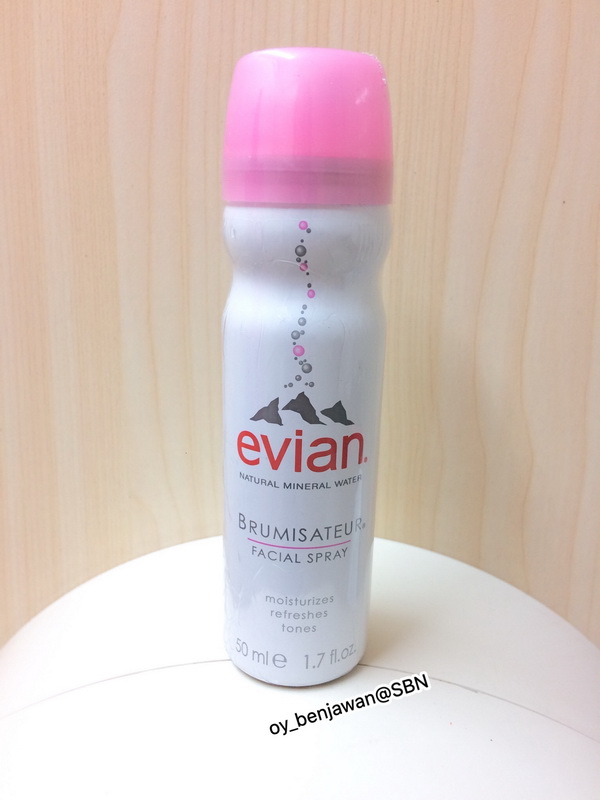 evian.
NATURAL MINERAL WATER
BRUMISATEUR®
FACIAL SPRAY
moisturizes
refreshes
tones
50 ml e 1.7 fl.oz.
oy_benjawan@SBN